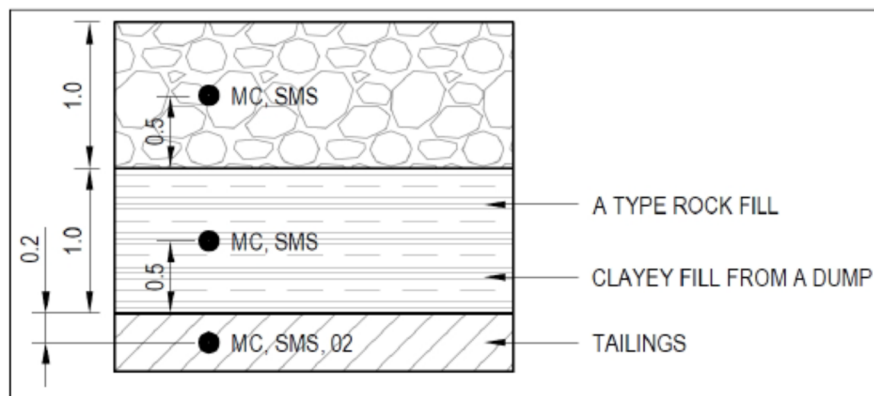 1.0
0.5
MC, SMS
1.0
0.2
0.5
MC, SMS
A TYPE ROCK FILL
CLAYEY FILL FROM A DUMP
MC, SMS, 02
TAILINGS